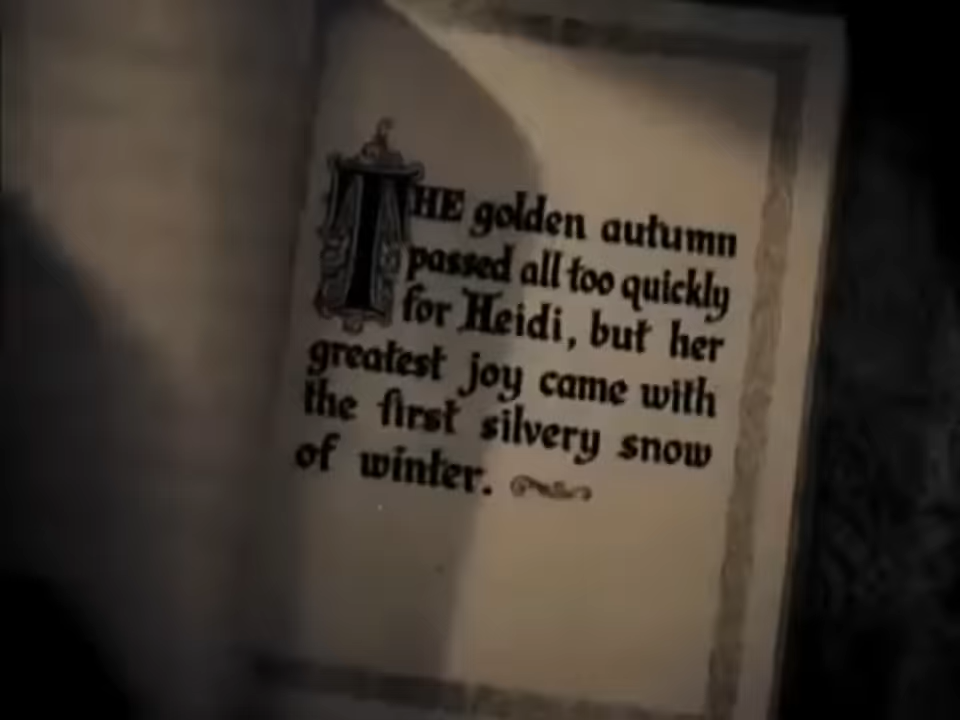 THE golden autumn
passed all too quickly
for Heidi, but her
greatest joy came with
the first silvery snow
of winter.